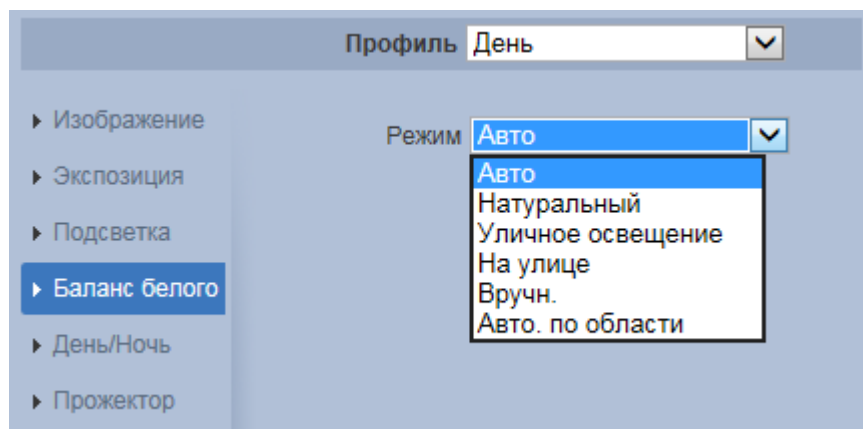 Профиль День
Изображение
Режим Авто
Экспозиция
Авто
Натуральный
Подсветка
Уличное освещение
На улице
Баланс белого
Вручн.
Авто. по области
День/Ночь
Прожектор